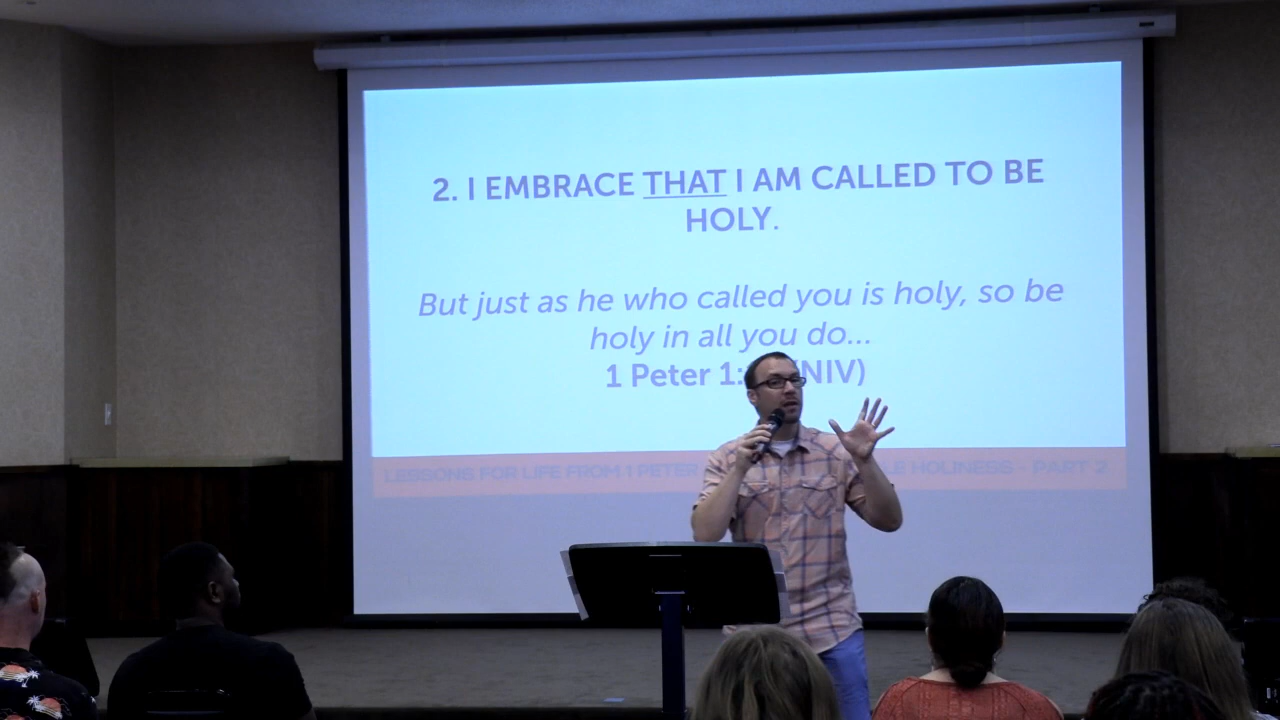 2. I EMBRACE THAT I AM CALLED TO BE
HOLY.
But just as he who called you is holy, so be
holy in all you do...
1 Peter 1: (NIV)
LESSONS FOR LIFE FROM 1 PETER HOLINESS - PART 2